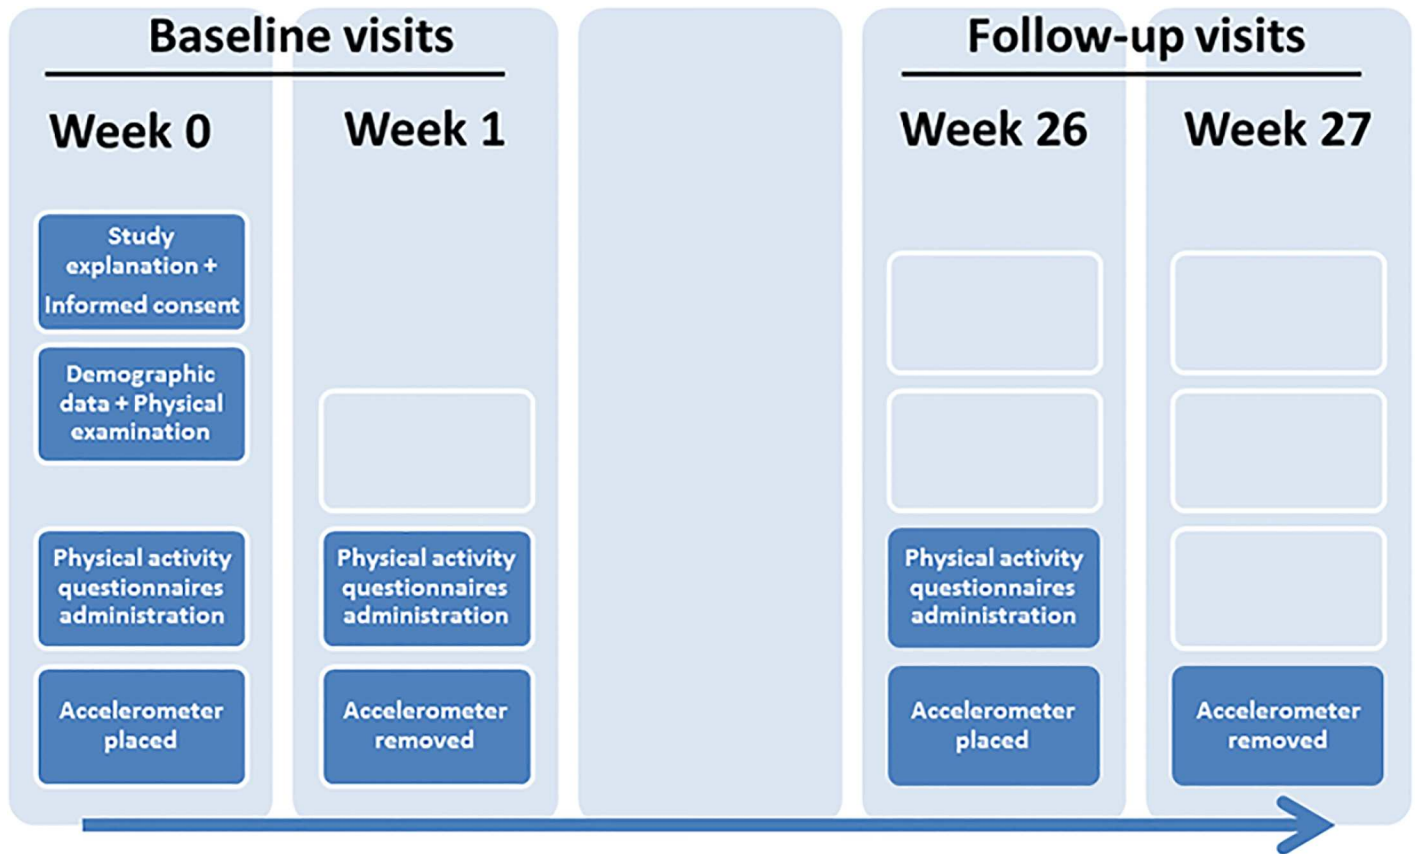 Baseline visits
Follow-up visits
Week 0
Week 1
Week 26
Week 27
Study
explanation +
Informed consent
Demographic
data + Physical
examination
Physical activity
questionnaires
administration
Physical activity
questionnaires
administration
Physical activity
questionnaires
administration
Accelerometer
placed
Accelerometer
removed
Accelerometer
placed
Accelerometer
removed